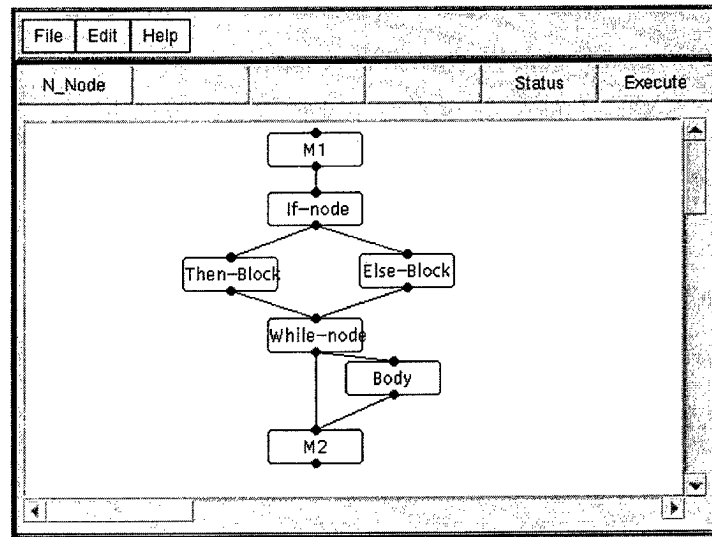 File Edit Help
N_Node Status Execute
M1
If-node
Then-Block Else-Block
While-node
Body
M2